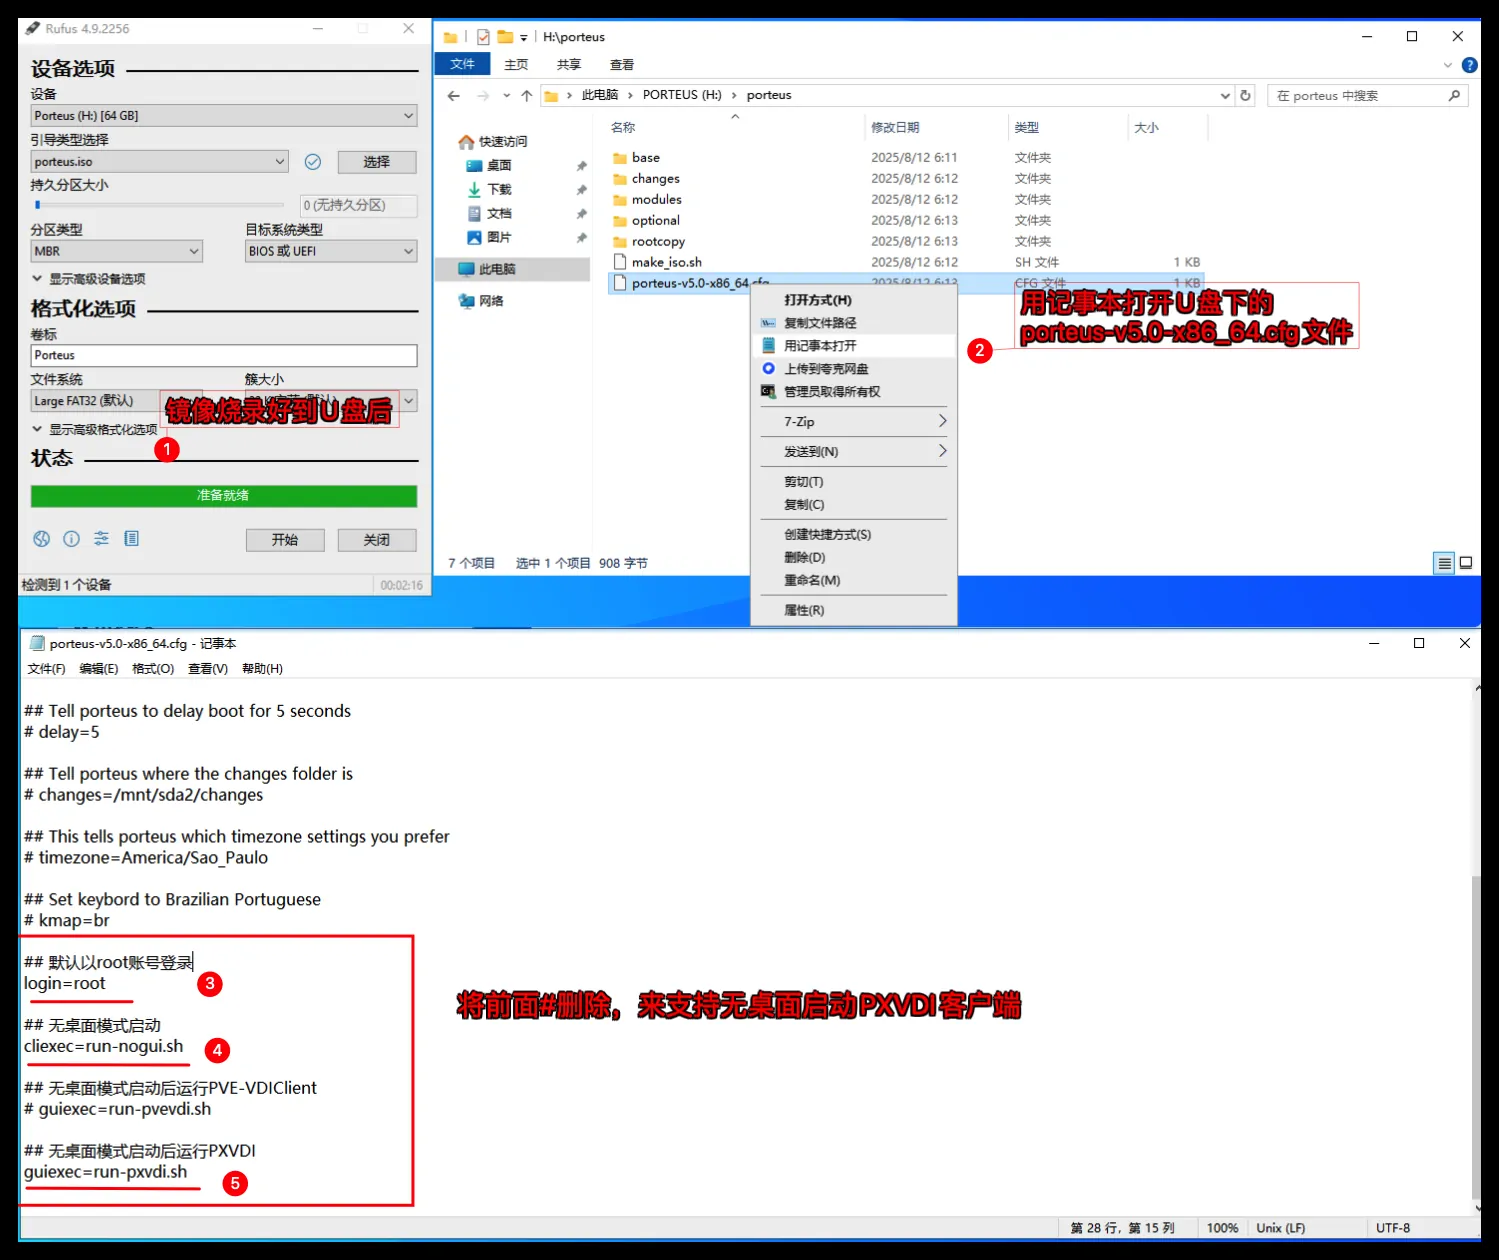 Rufus 4.9.2256
设备选项
设备
Porteus (H:) [64 GB]
引导类型选择
porteus.iso
选择
持久分区大小
0 (无持久分区)
分区类型
目标系统类型
MBR
BIOS 或 UEFI
显示高级设备选项
格式化选项
卷标
Porteus
文件系统
簇大小
Large FAT32 (默认)
镜像烧录好到U盘后
显示高级格式化选项
1
状态
准备就绪
开始
关闭
检测到 1 个设备
00:02:16
H:\porteus
文件
主页
共享
查看
此电脑 > PORTEUS (H:) > porteus
在 porteus 中搜索
快速访问
桌面
下载
文档
图片
此电脑
网络
名称
修改日期
类型
大小
base 2025/8/12 6:11 文件夹
changes 2025/8/12 6:12 文件夹
modules 2025/8/12 6:12 文件夹
optional 2025/8/12 6:13 文件夹
rootcopy 2025/8/12 6:13 文件夹
make_iso.sh 2025/8/12 6:12 SH 文件 1 KB
porteus-v5.0-x86_64.cfg 2025/8/12 6:13 CFG 文件 1 KB
打开方式(H)
复制文件路径
用记事本打开
上传到夸克网盘
管理员取得所有权
7-Zip
发送到(N)
剪切(T)
复制(C)
创建快捷方式(S)
删除(D)
重命名(M)
属性(R)
2
用记事本打开U盘下的
porteus-v5.0-x86_64.cfg文件
7 个项目
选中 1 个项目 908 字节
porteus-v5.0-x86_64.cfg - 记事本
文件(F) 编辑(E) 格式(O) 查看(V) 帮助(H)
## Tell porteus to delay boot for 5 seconds
# delay=5
## Tell porteus where the changes folder is
# changes=/mnt/sda2/changes
## This tells porteus which timezone settings you prefer
# timezone=America/Sao_Paulo
## Set keybord to Brazilian Portuguese
# kmap=br
## 默认以root账号登录
login=root
3
## 无桌面模式启动
cliexec=run-nogui.sh
4
## 无桌面模式启动后运行PVE-VDIClient
# guiexec=run-pvevdi.sh
## 无桌面模式启动后运行PXVDI
guiexec=run-pxvdi.sh
5
将前面#删除，来支持无桌面启动PXVDI客户端
第 28 行，第 15 列
100%
Unix (LF)
UTF-8